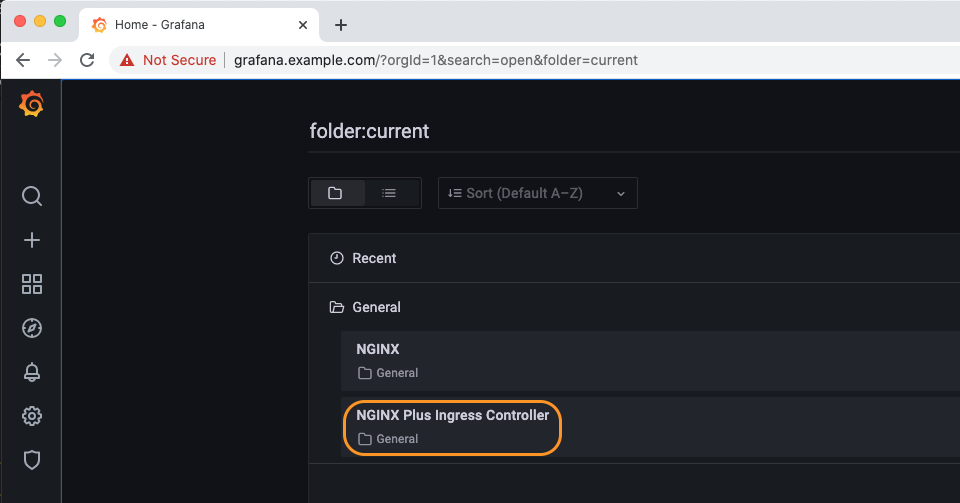 Home - Grafana
Not Secure grafana.example.com/?orgId=1&search=open&folder=current
folder:current
Sort (Default A–Z)
Recent
General
NGINX
General
NGINX Plus Ingress Controller
General